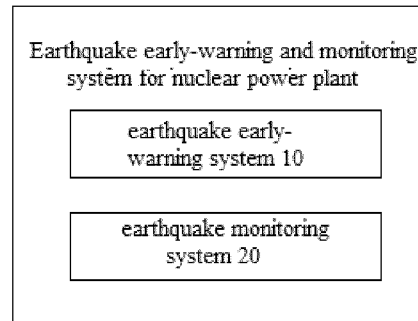 Earthquake early-warning and monitoring
system for nuclear power plant
earthquake early-
warning system 10
earthquake monitoring
system 20